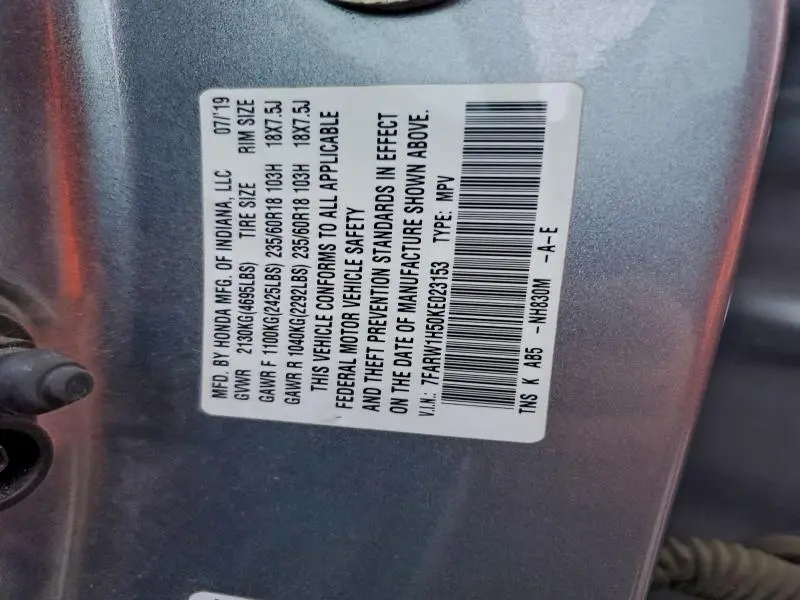 MFD. BY HONDA MFG. OF INDIANA, LLC 07/'19
GVWR 2130KG(4695LBS) TIRE SIZE RIM SIZE
GAWR F 1100KG(2425LBS) 235/60R18 103H 18X7.5J
GAWR R 1040KG(2292LBS) 235/60R18 103H 18X7.5J
THIS VEHICLE CONFORMS TO ALL APPLICABLE
FEDERAL MOTOR VEHICLE SAFETY
AND THEFT PREVENTION STANDARDS IN EFFECT
ON THE DATE OF MANUFACTURE SHOWN ABOVE.
V.I.N.: 7FARW1H50KE023153 TYPE: MPV
TNS K AB5 -NH830M -A-E